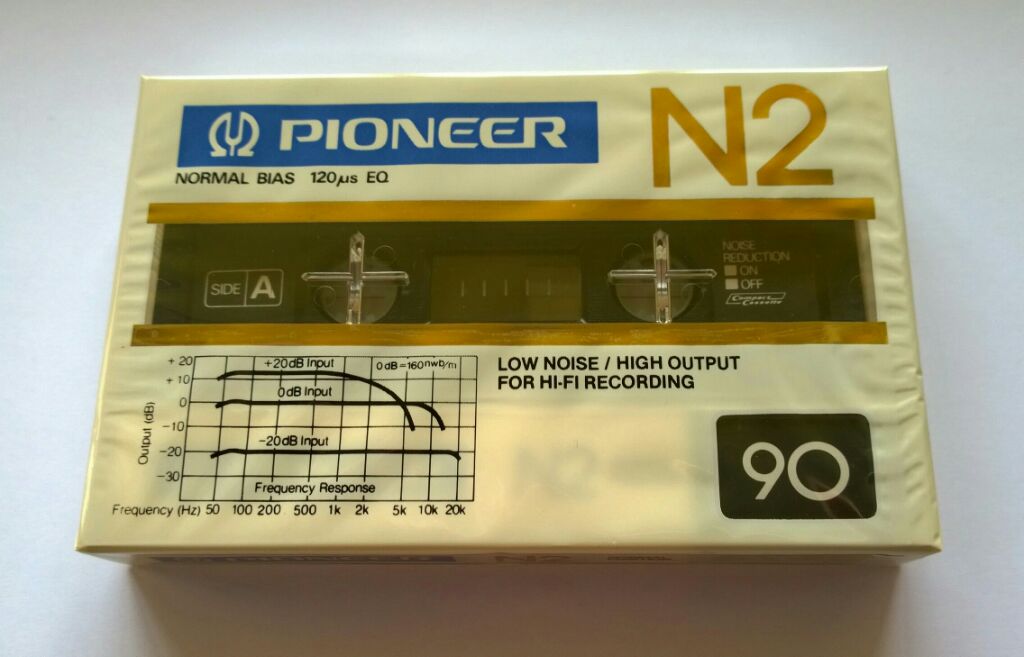 PIONEER
N2
NORMAL BIAS 120μs EQ
SIDE A
NOISE
REDUCTION
ON
OFF
Compact
Cassette
LOW NOISE / HIGH OUTPUT
FOR HI-FI RECORDING
90
+20
+10
0
-10
-20
-30
Output (dB)
+20dB Input
0dB=160nwb/m
0dB Input
-20dB Input
Frequency Response
Frequency (Hz) 50 100 200 500 1k 2k 5k 10k 20k
N2